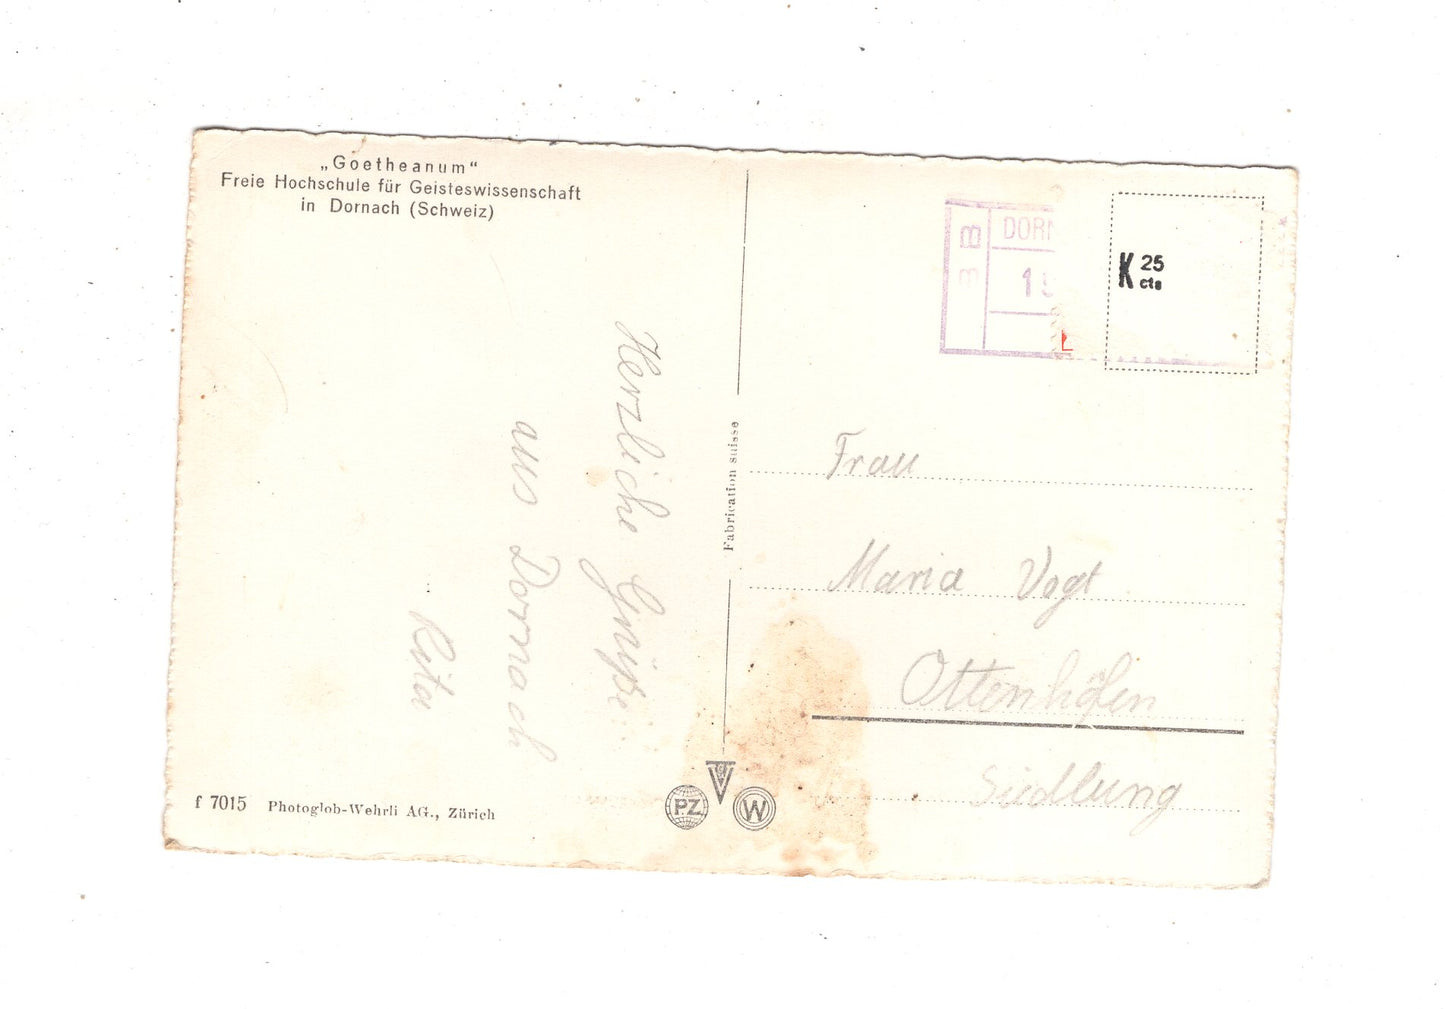 „Goetheanum“
Freie Hochschule für Geisteswissenschaft
in Dornach (Schweiz)
Herzliche Grüße
aus Dornach
Rita
f 7015 Photoglob-Wehrli AG., Zürich
Fabrication suisse
P.Z.
W
DORN
K 25
cts
Frau
Maria Vogt
Ottenhöfen
Siedlung